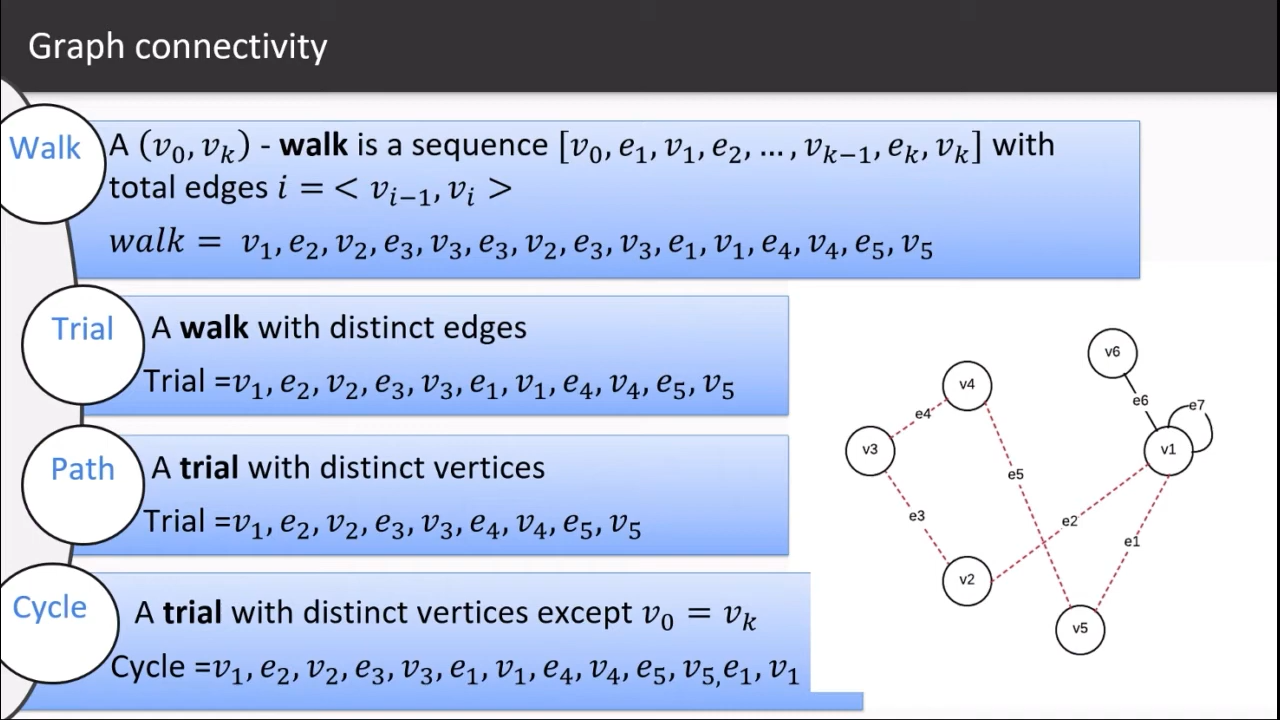 Graph connectivity
Walk
A (v₀, vₖ) - walk is a sequence [v₀, e₁, v₁, e₂, ..., vₖ₋₁, eₖ, vₖ] with
total edges i = < vᵢ₋₁, vᵢ >
walk = v₁, e₂, v₂, e₃, v₃, e₃, v₂, e₃, v₃, e₁, v₁, e₄, v₄, e₅, v₅
Trial
A walk with distinct edges
Trial =v₁, e₂, v₂, e₃, v₃, e₁, v₁, e₄, v₄, e₅, v₅
Path
A trial with distinct vertices
Trial =v₁, e₂, v₂, e₃, v₃, e₄, v₄, e₅, v₅
Cycle
A trial with distinct vertices except v₀ = vₖ
Cycle =v₁, e₂, v₂, e₃, v₃, e₁, v₁, e₄, v₄, e₅, v₅,e₁, v₁
v6
v4
e6
e7
e4
v3
v1
e5
e3
e2
e1
v2
v5